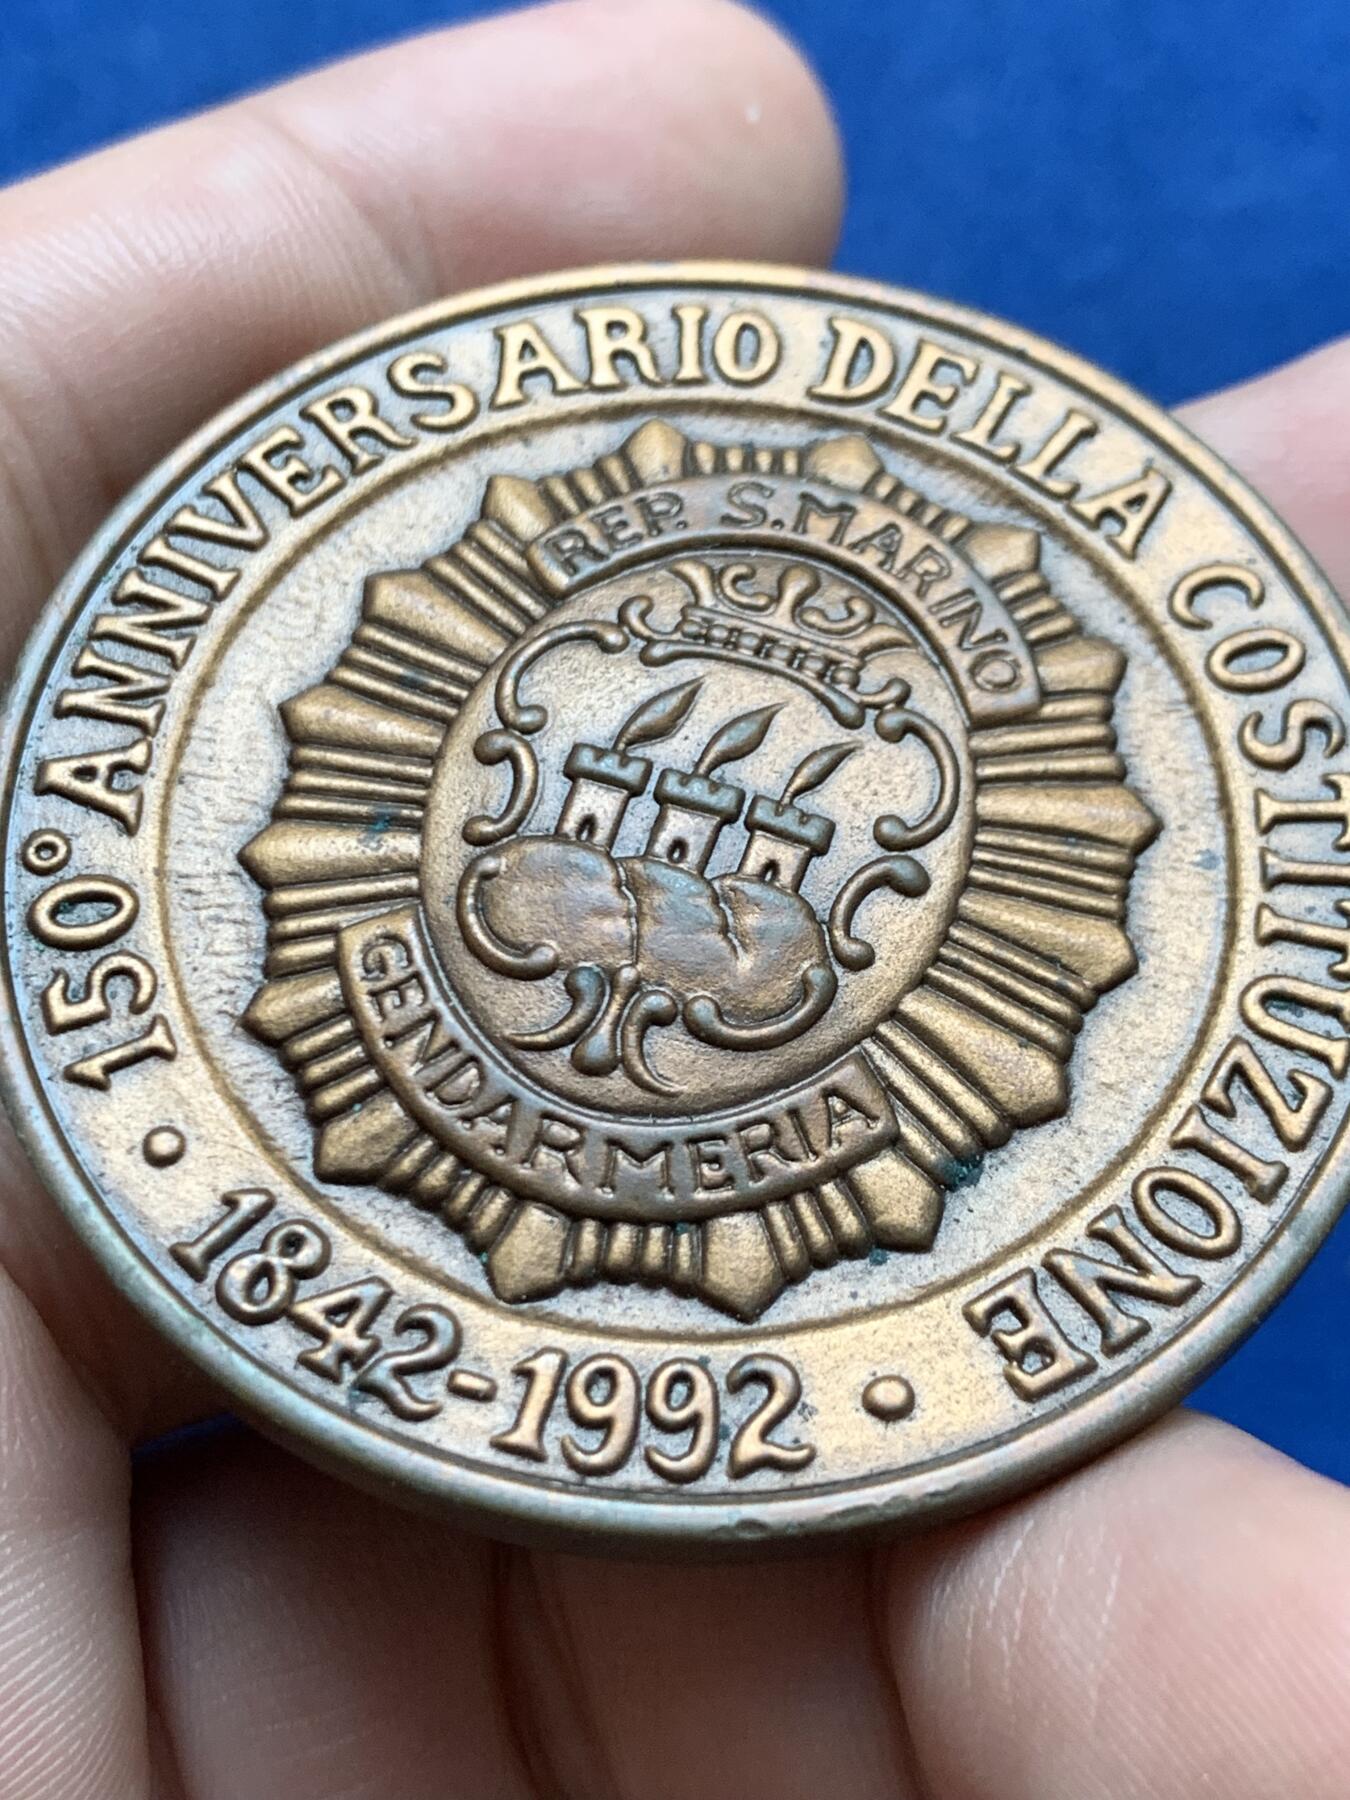 150° ANNIVERSARIO DELLA COSTITUZIONE
• 1842-1992 •
REP. S. MARINO
GENDARMERIA